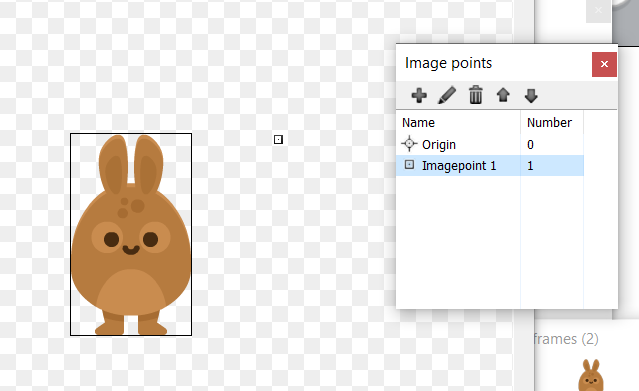 Image points
Name Number
Origin 0
Imagepoint 1 1
frames (2)